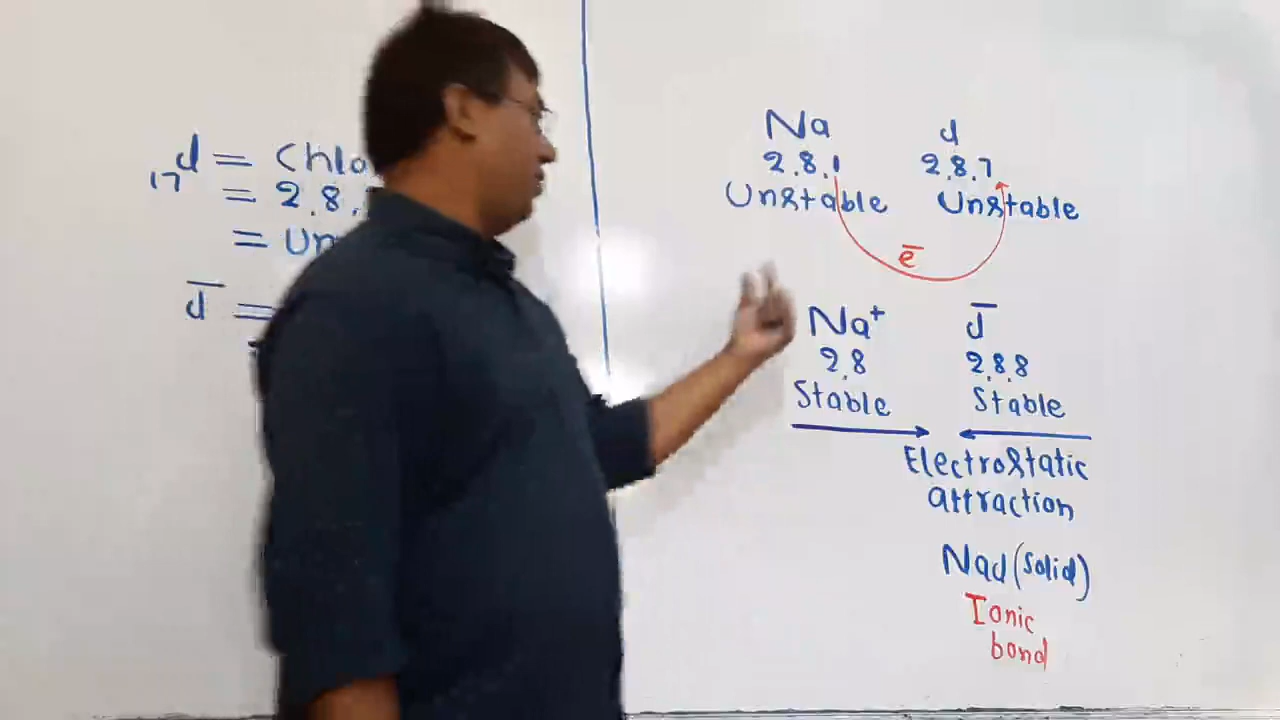 17Cl = Chlo
= 2.8.
= Un
Cl⁻ =
Na Cl
2.8.1 2.8.7
Unstable Unstable
e⁻
Na⁺ Cl⁻
2.8 2.8.8
Stable Stable
Electrostatic
attraction
NaCl (solid)
Ionic
bond